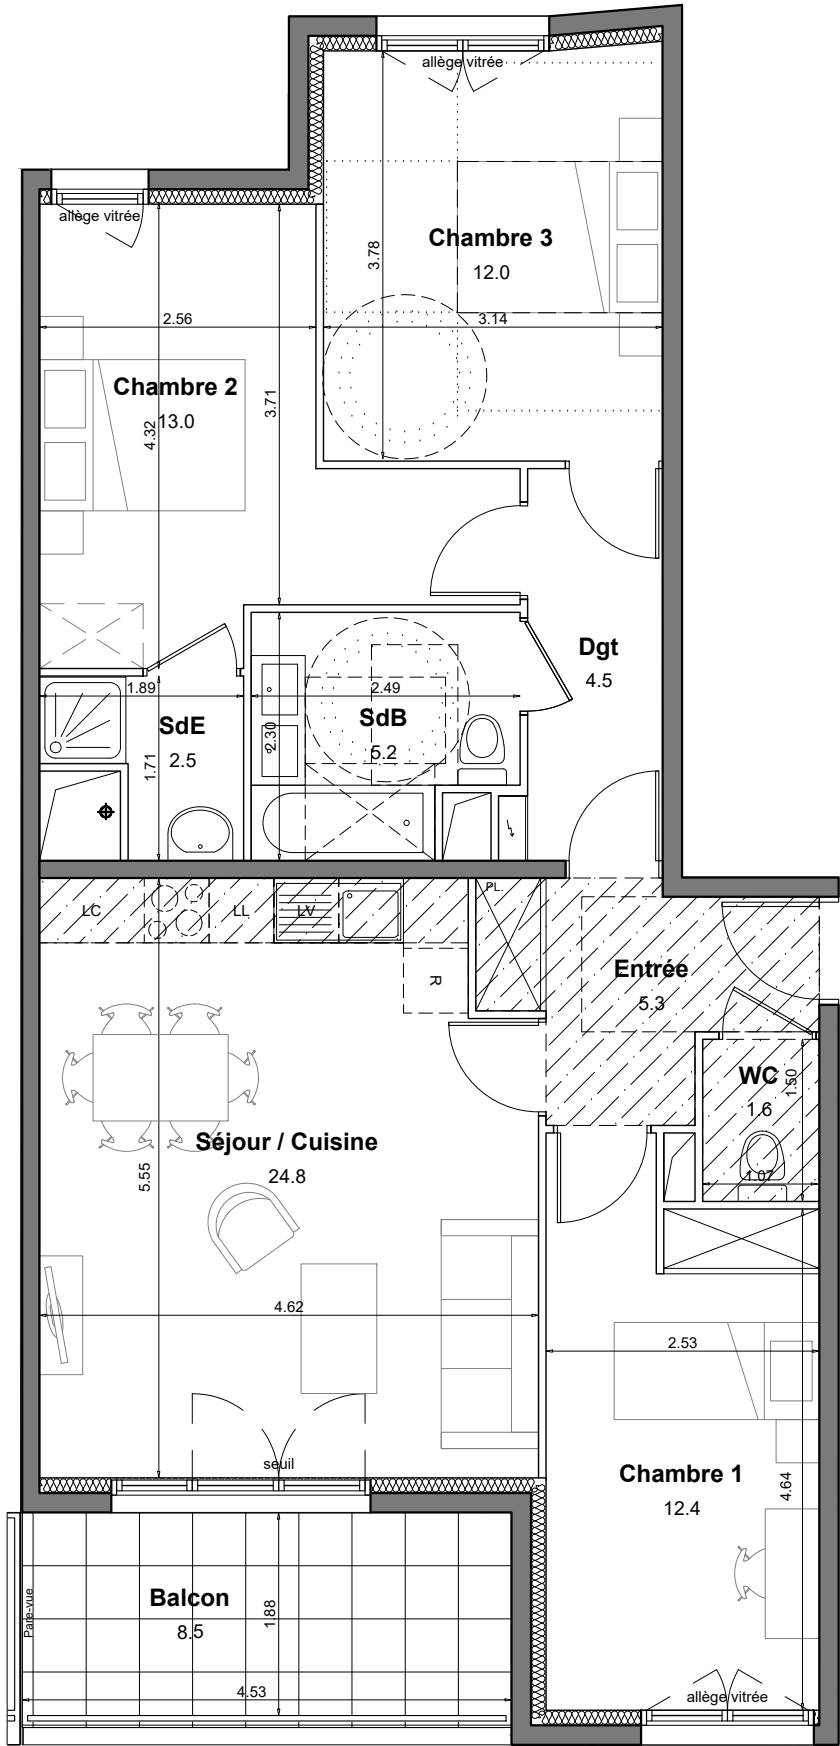 allège vitrée
allège vitrée
Chambre 3
12.0
3.78
3.14
2.56
Chambre 2
13.0
4.32
3.71
Dgt
4.5
1.89
2.49
SdE
2.5
1.71
SdB
5.2
2.30
LC
LL
LV
PL.
R
Entrée
5.3
WC
1.6
1.50
1.07
Séjour / Cuisine
24.8
5.55
4.62
2.53
seuil
Chambre 1
12.4
4.64
Balcon
8.5
1.88
Pare-vue
4.53
allège vitrée